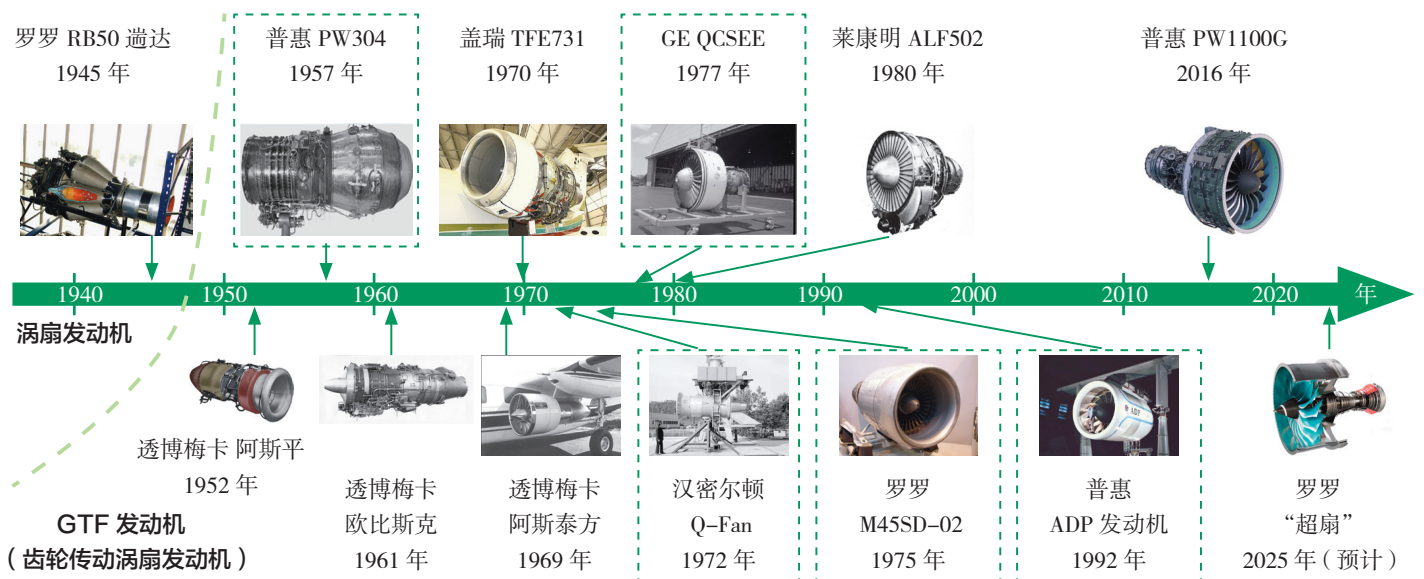 罗罗 RB50 遄达
1945 年
普惠 PW304
1957 年
盖瑞 TFE731
1970 年
GE QCSEE
1977 年
莱康明 ALF502
1980 年
普惠 PW1100G
2016 年
1940
1950
1960
1970
1980
1990
2000
2010
2020
年
涡扇发动机
透博梅卡 阿斯平
1952 年
GTF 发动机
（齿轮传动涡扇发动机）
透博梅卡
欧比斯克
1961 年
透博梅卡
阿斯泰方
1969 年
汉密尔顿
Q-Fan
1972 年
罗罗
M45SD-02
1975 年
ADP
普惠
ADP 发动机
1992 年
罗罗
“超扇”
2025 年（预计）